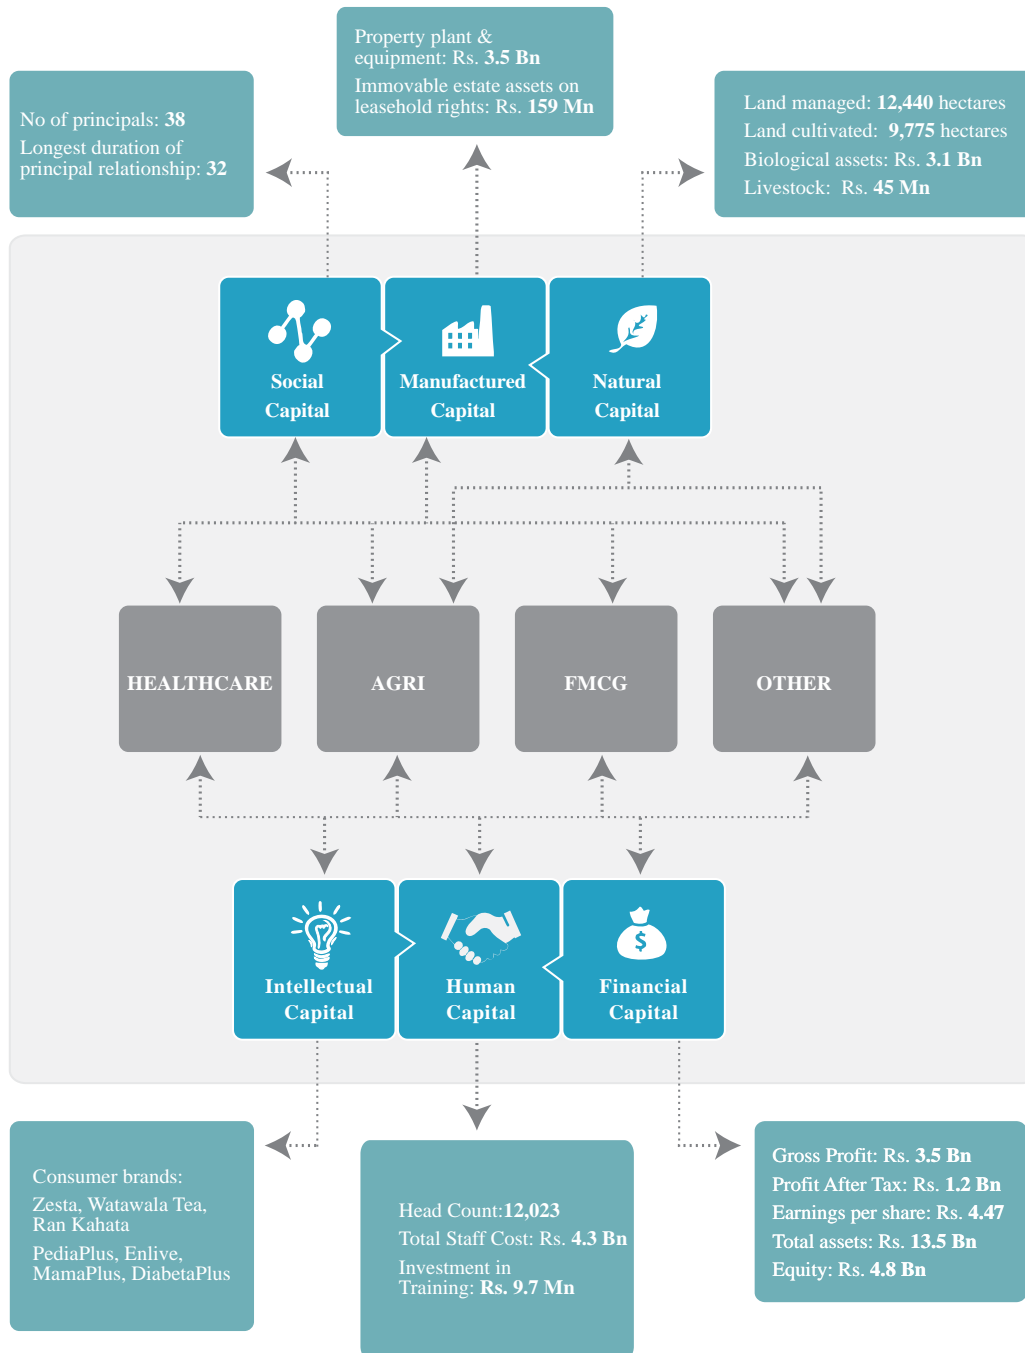 Property plant &
equipment: Rs. 3.5 Bn
Immovable estate assets on
leasehold rights: Rs. 159 Mn
No of principals: 38
Longest duration of
principal relationship: 32
Land managed: 12,440 hectares
Land cultivated: 9,775 hectares
Biological assets: Rs. 3.1 Bn
Livestock: Rs. 45 Mn
Social
Capital
Manufactured
Capital
Natural
Capital
HEALTHCARE
AGRI
FMCG
OTHER
$
Intellectual
Capital
Human
Capital
Financial
Capital
Consumer brands:
Zesta, Watawala Tea,
Ran Kahata
PediaPlus, Enlive,
MamaPlus, DiabetaPlus
Head Count:12,023
Total Staff Cost: Rs. 4.3 Bn
Investment in
Training: Rs. 9.7 Mn
Gross Profit: Rs. 3.5 Bn
Profit After Tax: Rs. 1.2 Bn
Earnings per share: Rs. 4.47
Total assets: Rs. 13.5 Bn
Equity: Rs. 4.8 Bn